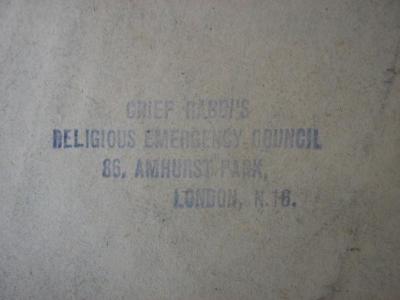 CHIEF RABBI'S
RELIGIOUS EMERGENCY COUNCIL
86, AMHURST PARK,
LONDON, N.16.